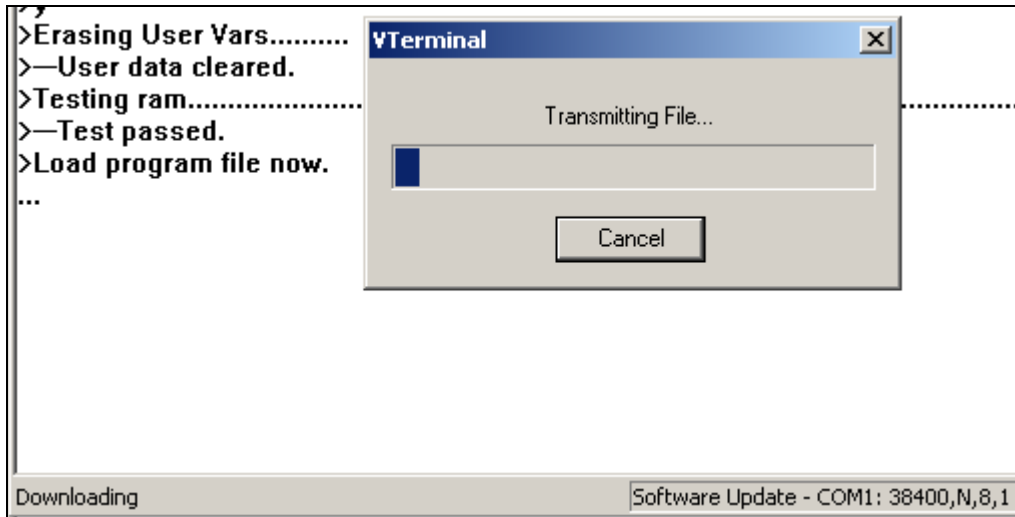 >y
>Erasing User Vars..........
>—User data cleared.
>Testing ram......................
>—Test passed.
>Load program file now.
...
VTerminal
Transmitting File...
Cancel
Downloading
Software Update - COM1: 38400,N,8,1